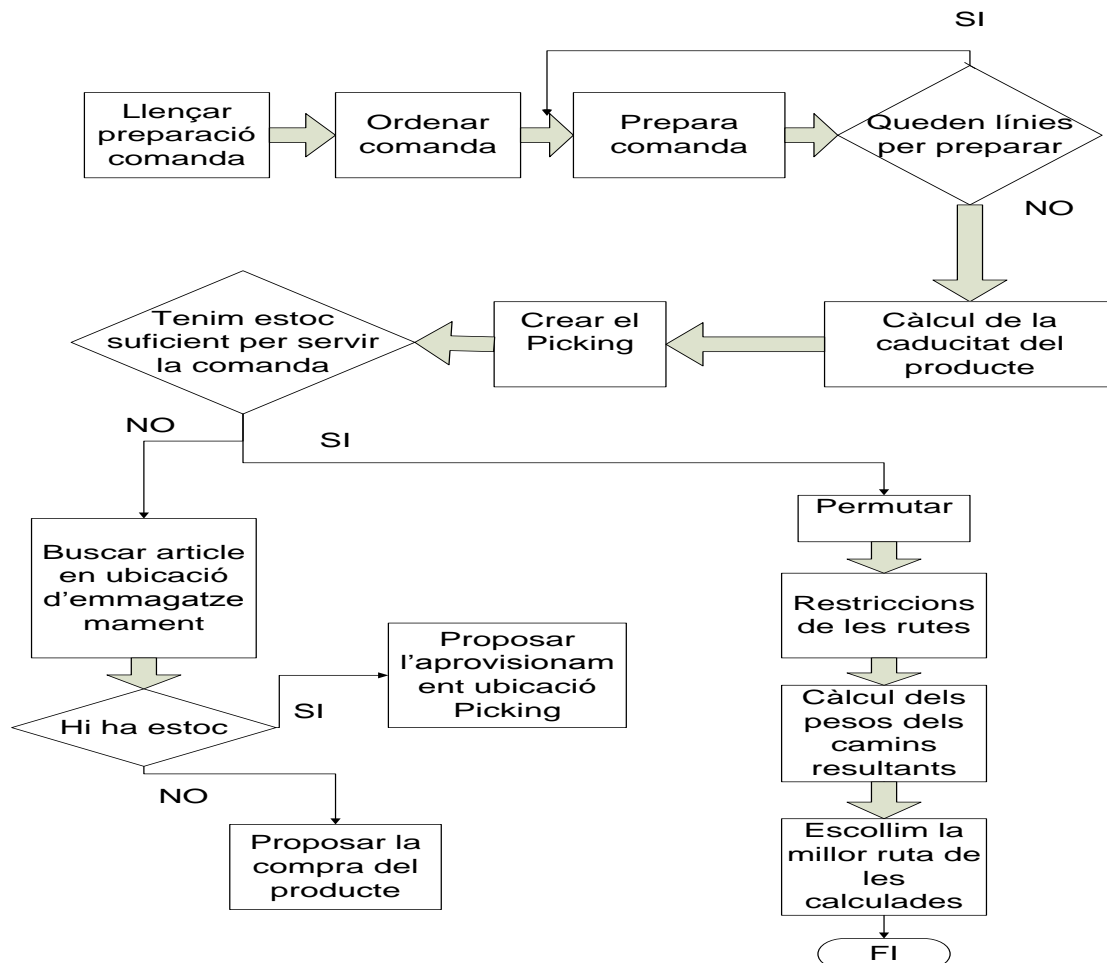 SI
Llençar
preparació
comanda
Ordenar
comanda
Prepara
comanda
Queden línies
per preparar
NO
Tenim estoc
suficient per servir
la comanda
Crear el
Picking
Càlcul de la
caducitat del
producte
NO
SI
Permutar
Buscar article
en ubicació
d'emmagatze
mament
Restriccions
de les rutes
Proposar
l'aprovisionam
ent ubicació
Picking
Hi ha estoc
SI
Càlcul dels
pesos dels
camins
resultants
NO
Proposar la
compra del
producte
Escollim la
millor ruta de
les
calculades
FI